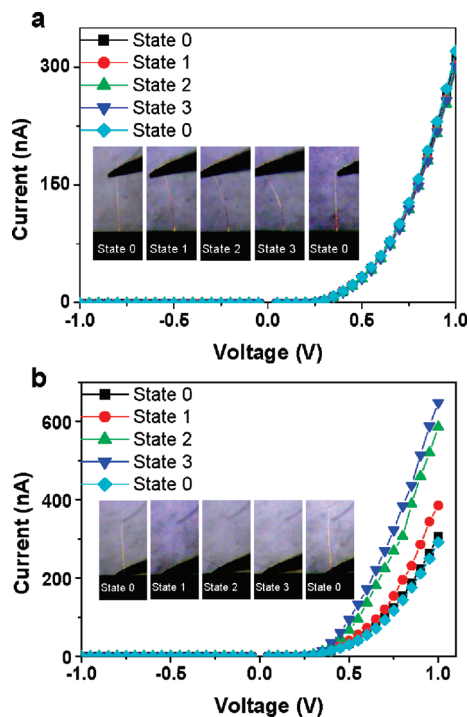 a
State 0
State 1
State 2
State 3
State 0
300
150
0
Current (nA)
State 0 State 1 State 2 State 3 State 0
-1.0 -0.5 0.0 0.5 1.0
Voltage (V)
b
State 0
State 1
State 2
State 3
State 0
600
400
200
0
Current (nA)
State 0 State 1 State 2 State 3 State 0
-1.0 -0.5 0.0 0.5 1.0
Voltage (V)